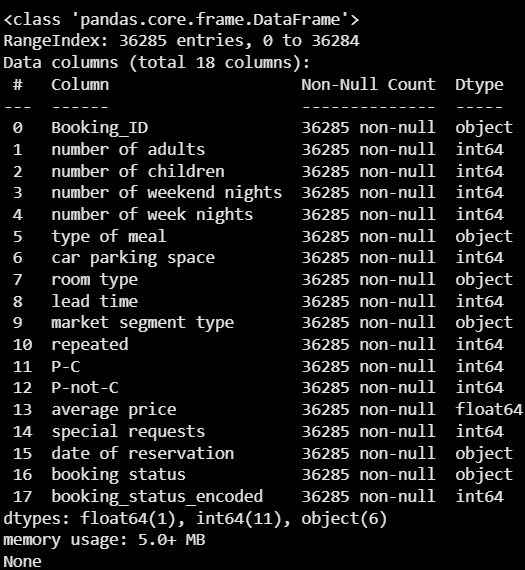 <class 'pandas.core.frame.DataFrame'>
RangeIndex: 36285 entries, 0 to 36284
Data columns (total 18 columns):
 #   Column                    Non-Null Count  Dtype
---  ------                    --------------  -----
 0   Booking_ID                36285 non-null  object
 1   number of adults          36285 non-null  int64
 2   number of children        36285 non-null  int64
 3   number of weekend nights  36285 non-null  int64
 4   number of week nights     36285 non-null  int64
 5   type of meal              36285 non-null  object
 6   car parking space         36285 non-null  int64
 7   room type                 36285 non-null  object
 8   lead time                 36285 non-null  int64
 9   market segment type       36285 non-null  object
 10  repeated                  36285 non-null  int64
 11  P-C                       36285 non-null  int64
 12  P-not-C                   36285 non-null  int64
 13  average price             36285 non-null  float64
 14  special requests          36285 non-null  int64
 15  date of reservation       36285 non-null  object
 16  booking status            36285 non-null  object
 17  booking_status_encoded    36285 non-null  int64
dtypes: float64(1), int64(11), object(6)
memory usage: 5.0+ MB
None